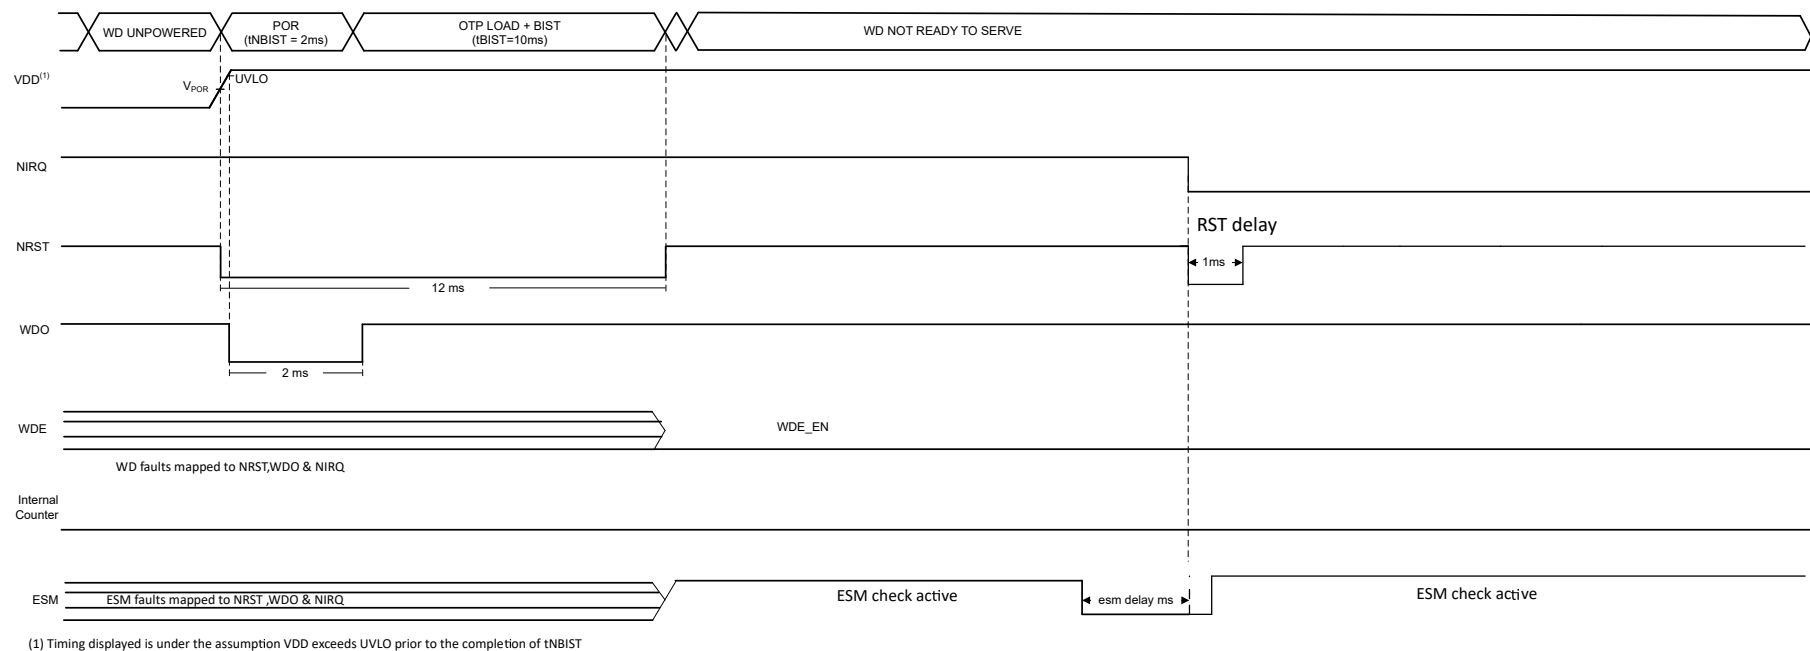 WD UNPOWERED
POR
(tNBIST = 2ms)
OTP LOAD + BIST
(tBIST=10ms)
WD NOT READY TO SERVE
VDD(1)
VPOR
UVLO
NIRQ
RST delay
NRST
1ms
12 ms
WDO
2 ms
WDE
WDE_EN
WD faults mapped to NRST,WDO & NIRQ
Internal
Counter
ESM
ESM faults mapped to NRST ,WDO & NIRQ
ESM check active
esm delay ms
ESM check active
(1) Timing displayed is under the assumption VDD exceeds UVLO prior to the completion of tNBIST